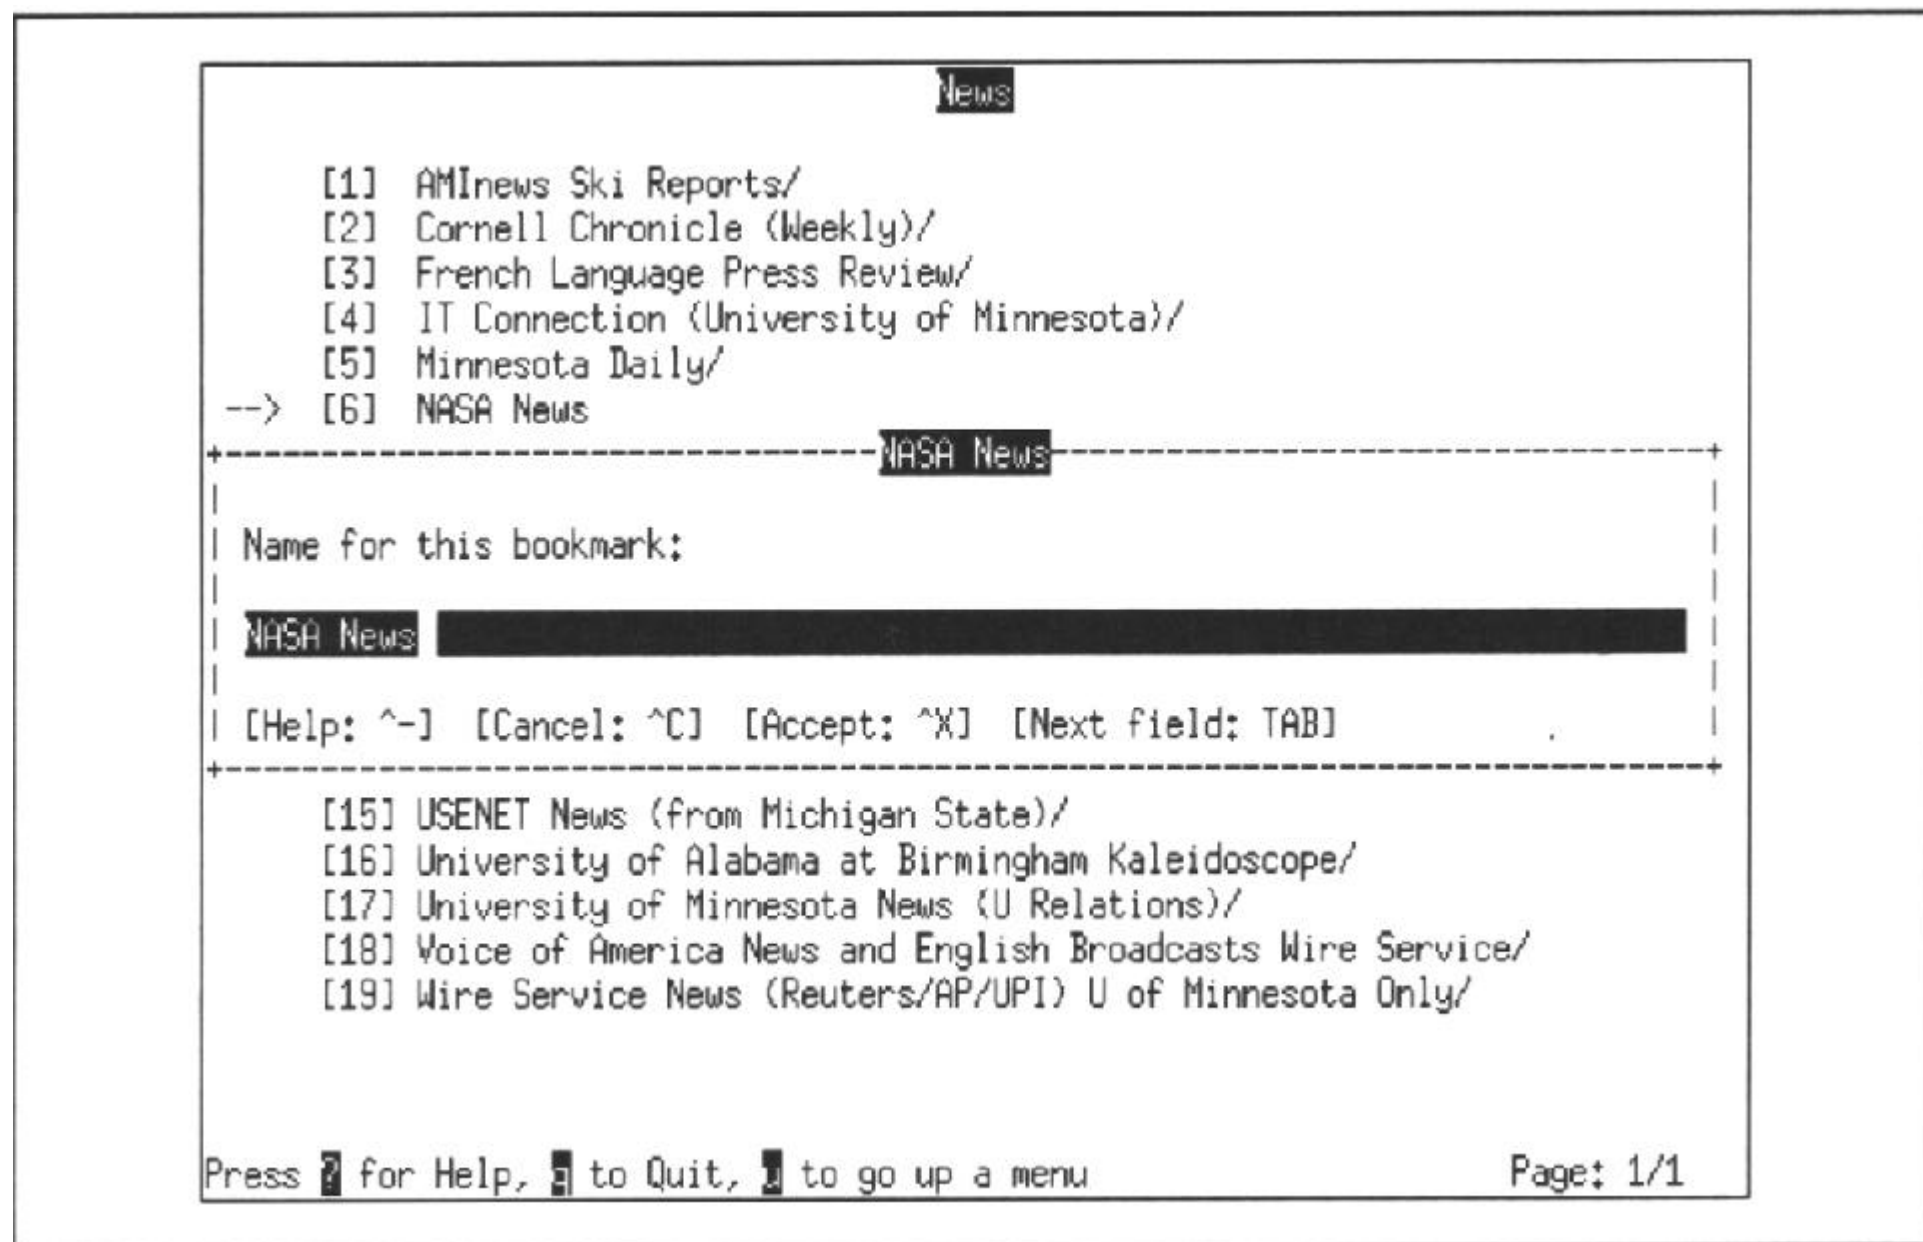 News
[1] AMInews Ski Reports/
[2] Cornell Chronicle (Weekly)/
[3] French Language Press Review/
[4] IT Connection (University of Minnesota)/
[5] Minnesota Daily/
--> [6] NASA News
+----------------------------------NASA News----------------------------------+
Name for this bookmark:
NASA News
[Help: ^-] [Cancel: ^C] [Accept: ^X] [Next field: TAB]
[15] USENET News (from Michigan State)/
[16] University of Alabama at Birmingham Kaleidoscope/
[17] University of Minnesota News (U Relations)/
[18] Voice of America News and English Broadcasts Wire Service/
[19] Wire Service News (Reuters/AP/UPI) U of Minnesota Only/
Press ? for Help, q to Quit, u to go up a menu Page: 1/1